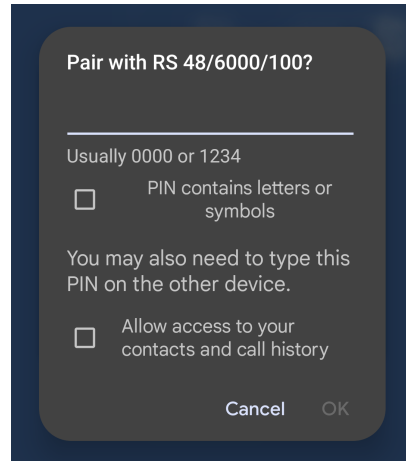 Pair with RS 48/6000/100?
Usually 0000 or 1234
PIN contains letters or
symbols
You may also need to type this
PIN on the other device.
Allow access to your
contacts and call history
Cancel OK